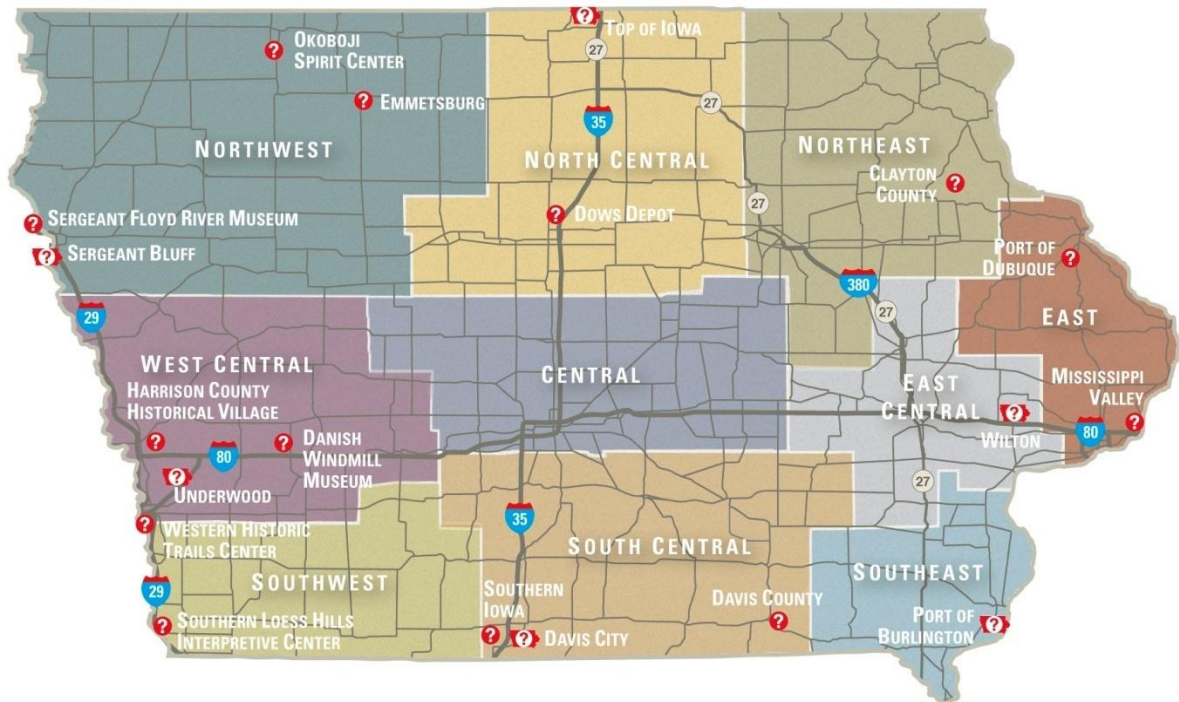 ?
TOP OF IOWA
27
?
OKOBOJI
SPIRIT CENTER
?
EMMETSBURG
27
35
NORTHWEST
NORTH CENTRAL
NORTHEAST
CLAYTON
COUNTY
?
?
SERGEANT FLOYD RIVER MUSEUM
?
DOWS DEPOT
27
?
SERGEANT BLUFF
PORT OF
DUBUQUE
?
380
29
27
EAST
WEST CENTRAL
CENTRAL
EAST
CENTRAL
HARRISON COUNTY
HISTORICAL VILLAGE
MISSISSIPPI
VALLEY
?
?
?
DANISH
WINDMILL
MUSEUM
80
?
WILTON
80
?
UNDERWOOD
27
?
WESTERN HISTORIC
TRAILS CENTER
35
SOUTH CENTRAL
29
SOUTHWEST
SOUTHEAST
SOUTHERN
IOWA
DAVIS COUNTY
?
?
SOUTHERN LOESS HILLS
INTERPRETIVE CENTER
?
?
DAVIS CITY
PORT OF
BURLINGTON
?